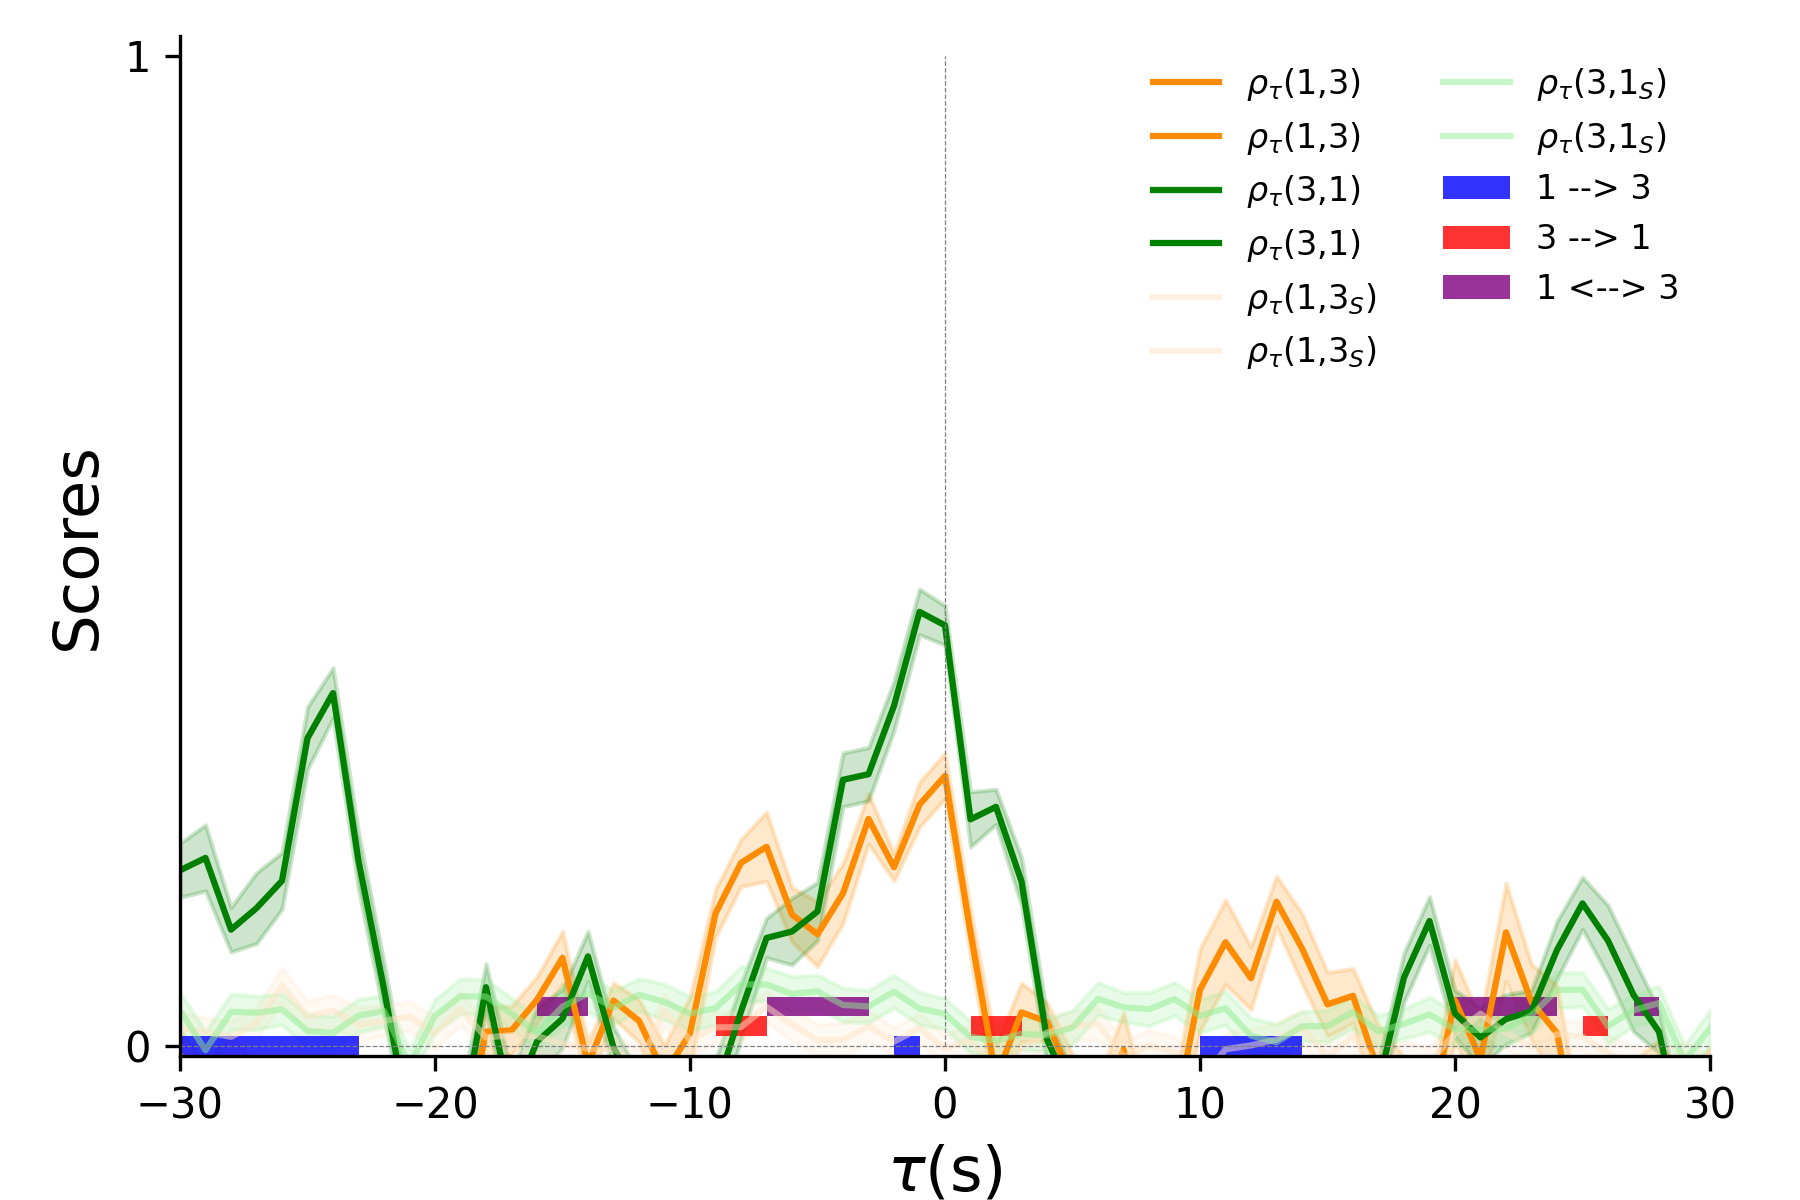 1
0
Scores
−30 −20 −10 0 10 20 30
τ(s)
ρτ(1,3)
ρτ(1,3)
ρτ(3,1)
ρτ(3,1)
ρτ(1,3S)
ρτ(1,3S)
ρτ(3,1S)
ρτ(3,1S)
1 --> 3
3 --> 1
1 <--> 3